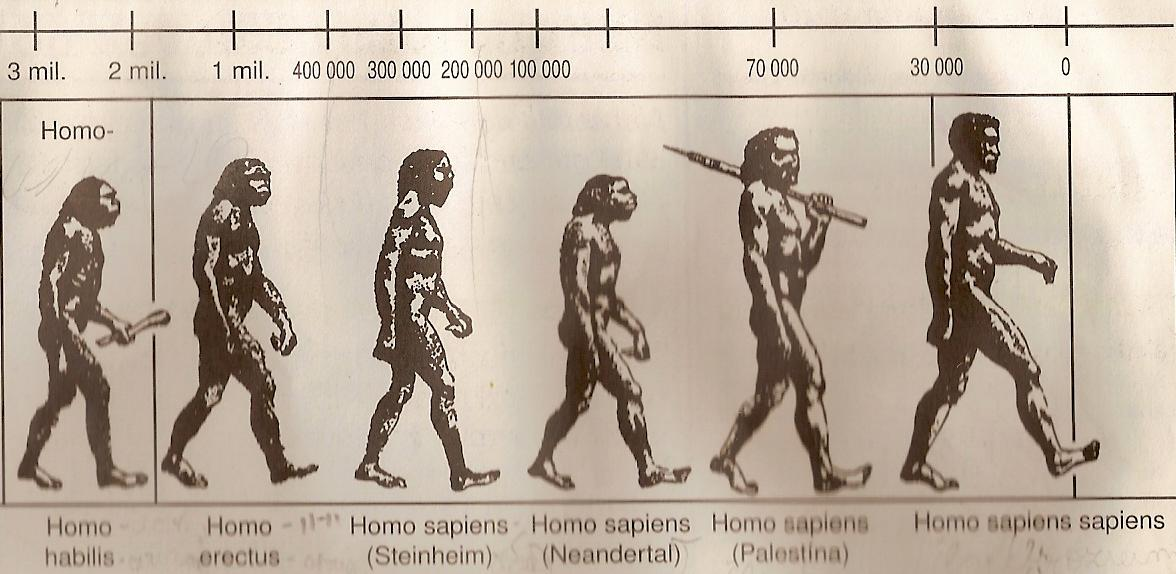 3 mil. 2 mil. 1 mil. 400 000 300 000 200 000 100 000 70 000 30 000 0
Homo-
Homo Homo Homo sapiens Homo sapiens Homo sapiens Homo sapiens sapiens
habilis erectus (Steinheim) (Neandertal) (Palestina)